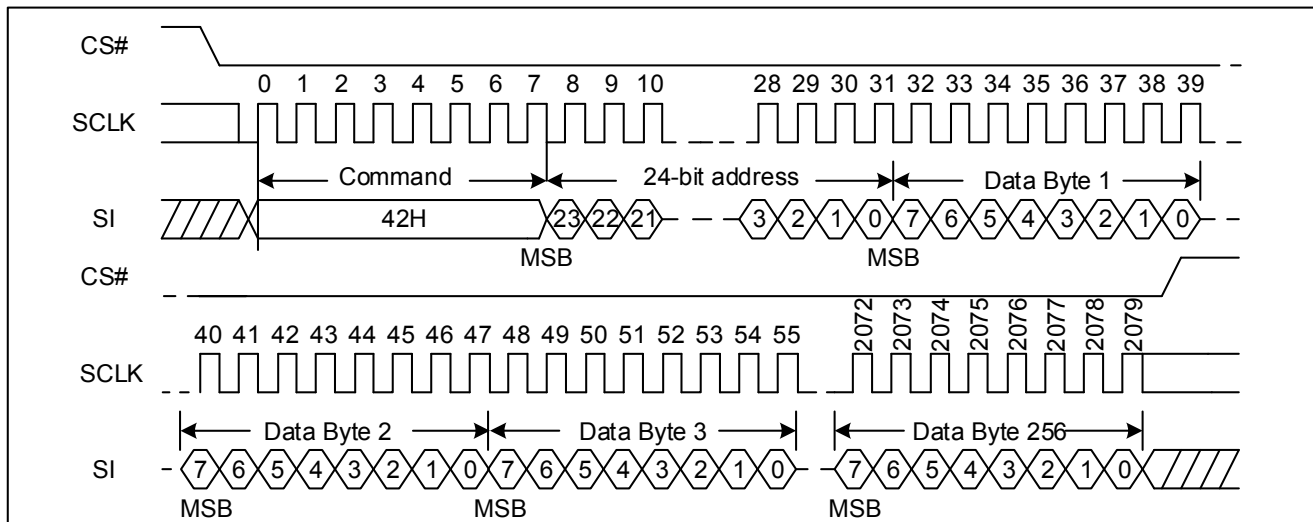 CS#
0 1 2 3 4 5 6 7 8 9 10 28 29 30 31 32 33 34 35 36 37 38 39
SCLK
Command 24-bit address Data Byte 1
SI 42H 23 22 21 3 2 1 0 7 6 5 4 3 2 1 0
MSB MSB
CS#
40 41 42 43 44 45 46 47 48 49 50 51 52 53 54 55 2072 2073 2074 2075 2076 2077 2078 2079
SCLK
Data Byte 2 Data Byte 3 Data Byte 256
SI 7 6 5 4 3 2 1 0 7 6 5 4 3 2 1 0 7 6 5 4 3 2 1 0
MSB MSB MSB